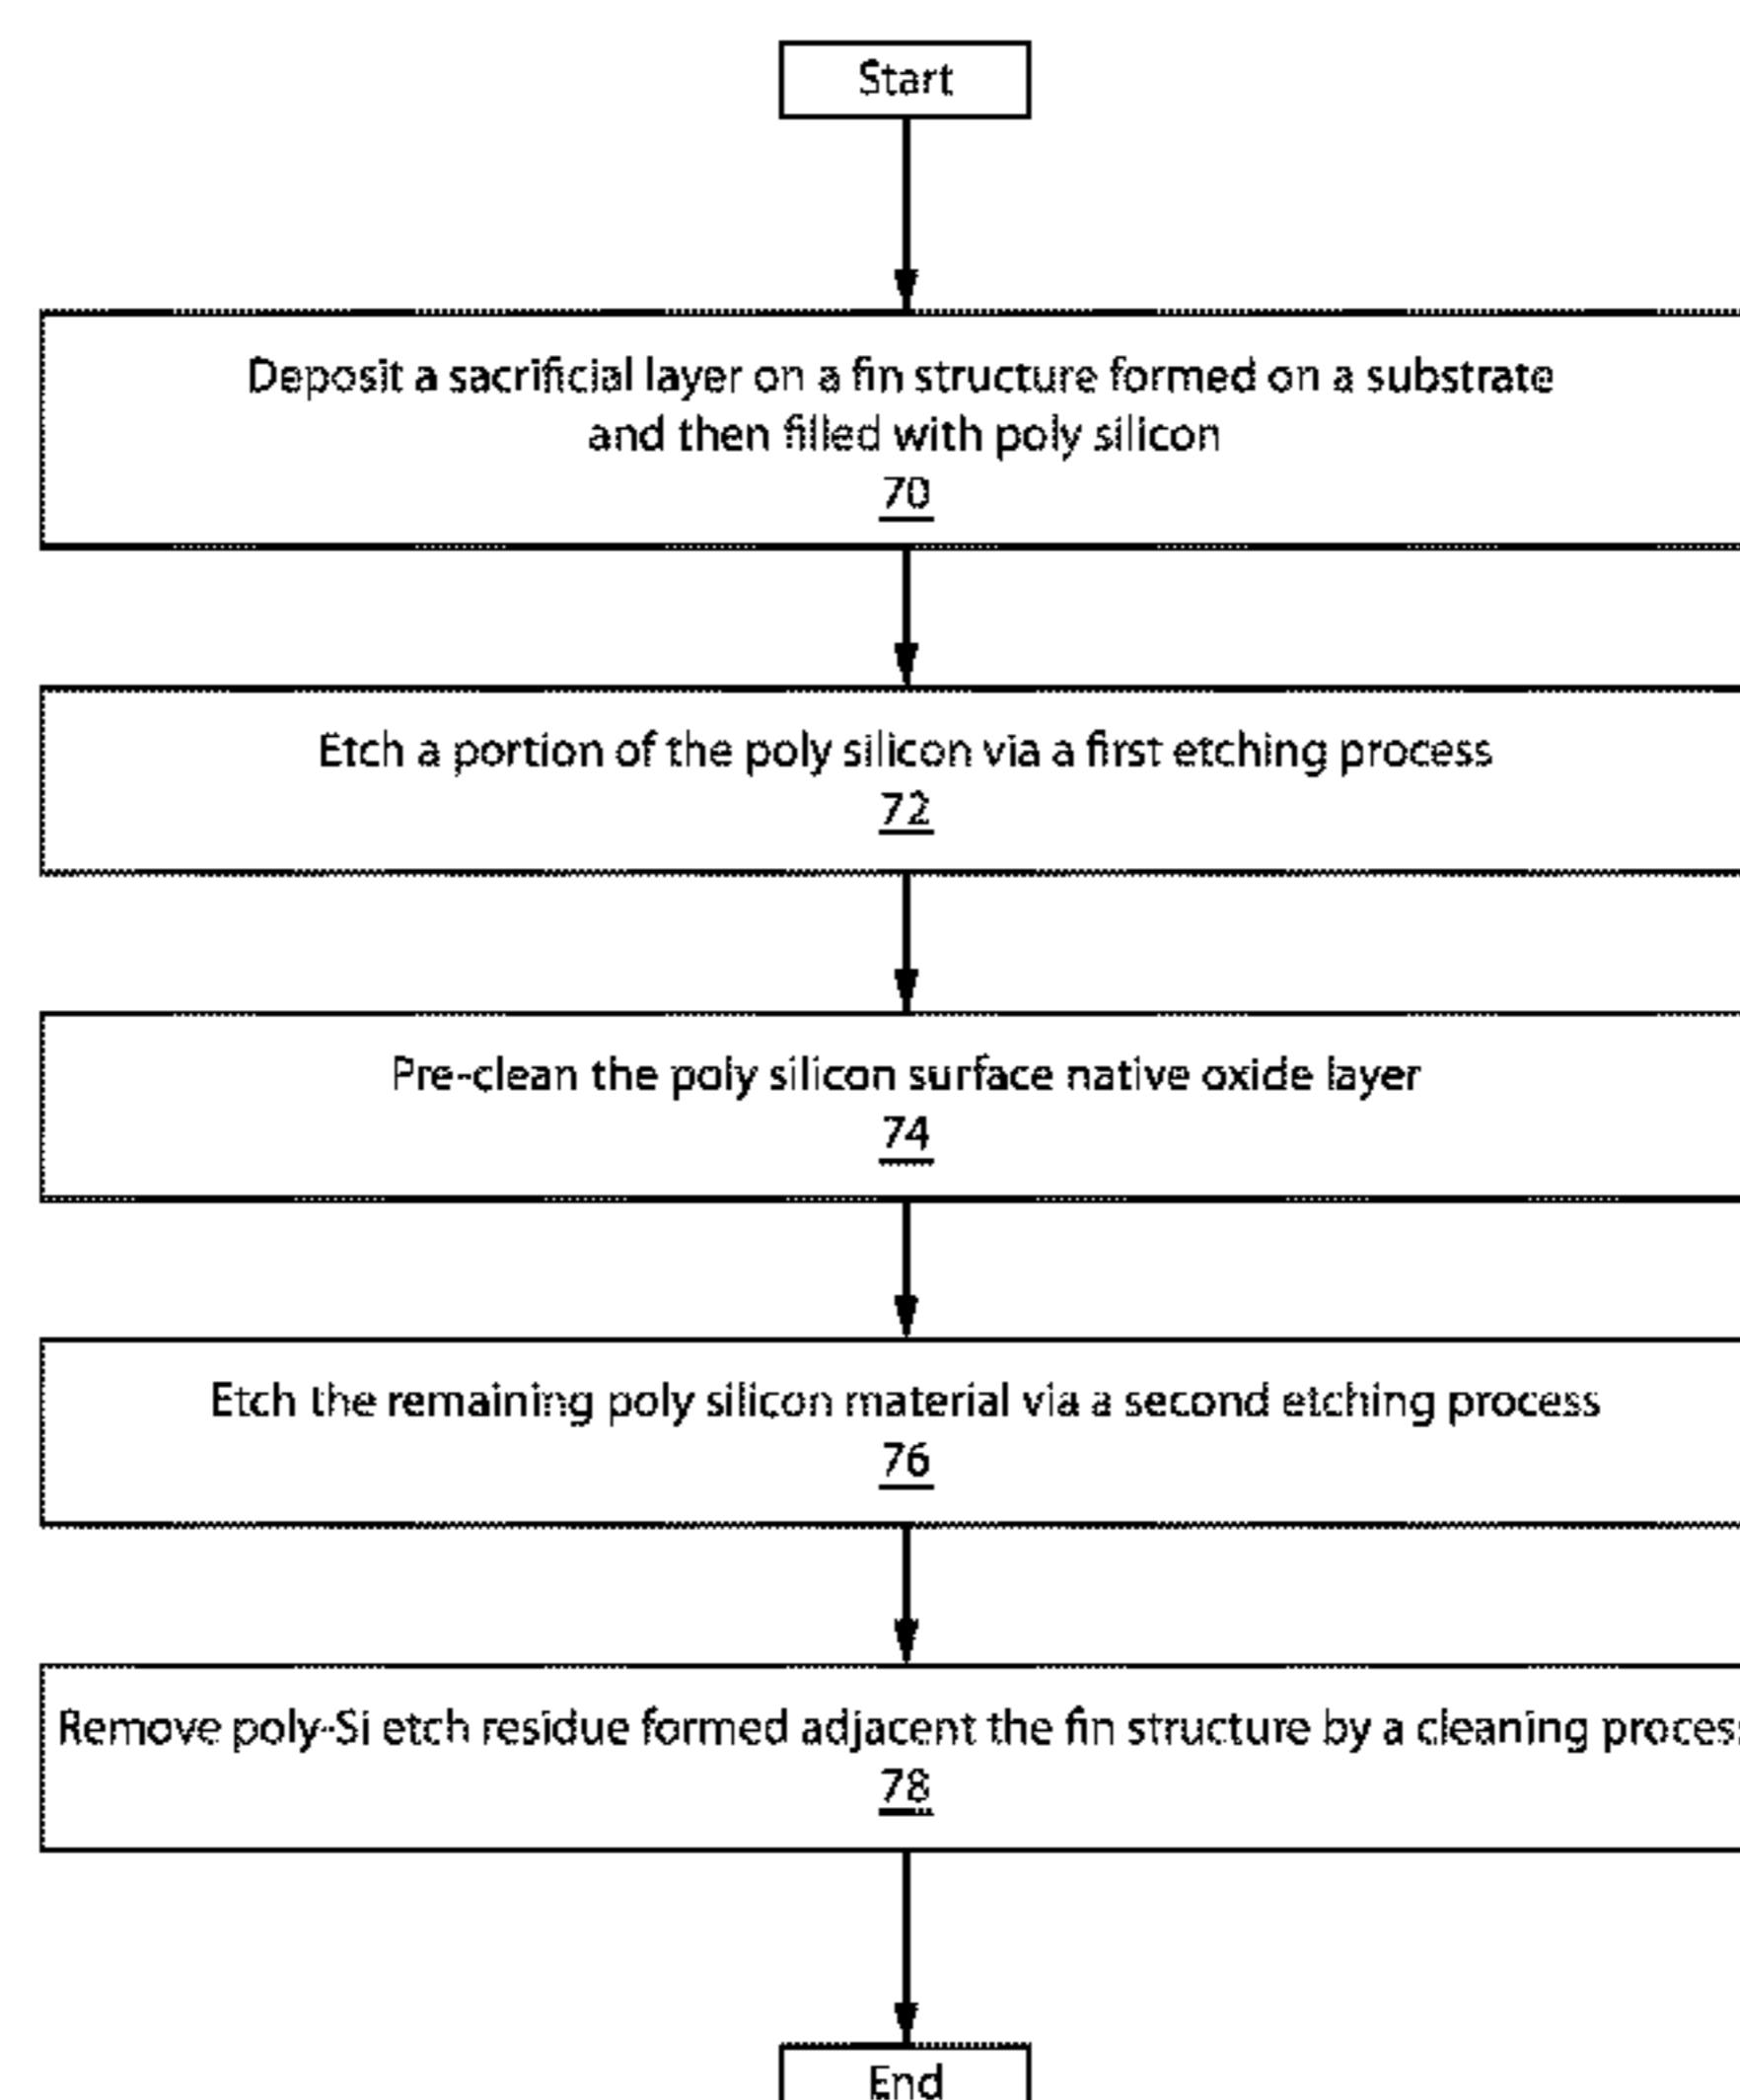 Start
Deposit a sacrificial layer on a fin structure formed on a substrate
and then filled with poly silicon
70
Etch a portion of the poly silicon via a first etching process
72
Pre-clean the poly silicon surface native oxide layer
74
Etch the remaining poly silicon material via a second etching process
76
Remove poly-Si etch residue formed adjacent the fin structure by a cleaning process
78
End